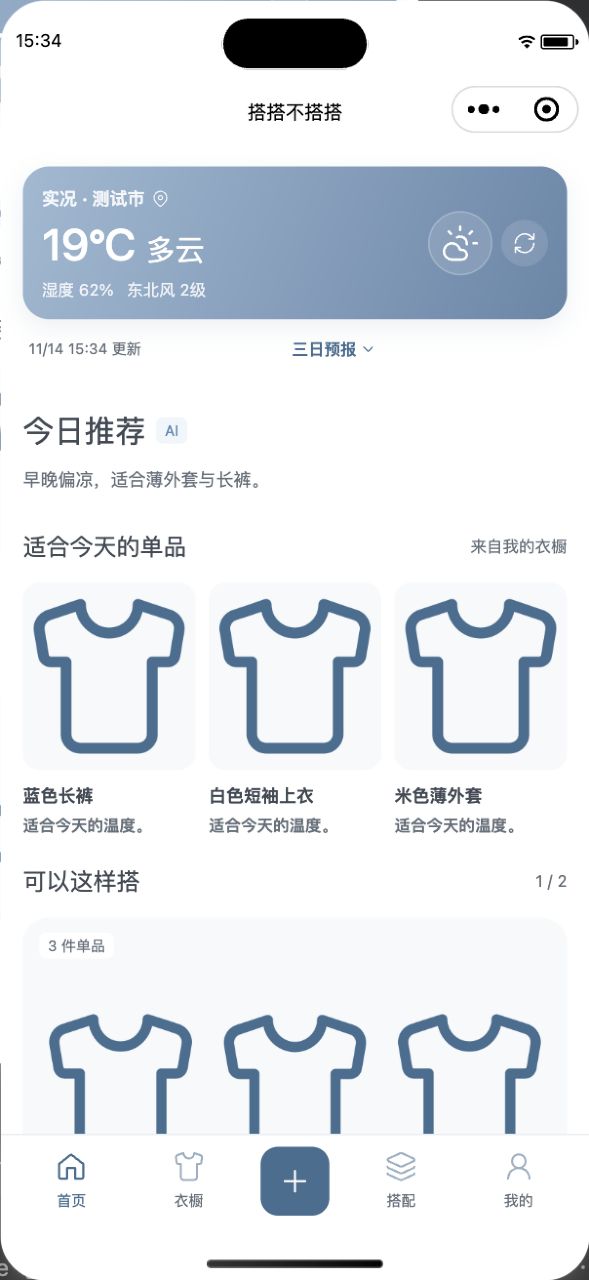 15:34
搭搭不搭搭
实况 · 测试市
19°C 多云
湿度 62% 东北风 2级
11/14 15:34 更新
三日预报
今日推荐 AI
早晚偏凉，适合薄外套与长裤。
适合今天的单品 来自我的衣橱
蓝色长裤 白色短袖上衣 米色薄外套
适合今天的温度。 适合今天的温度。 适合今天的温度。
可以这样搭 1 / 2
3 件单品
首页 衣橱 搭配 我的